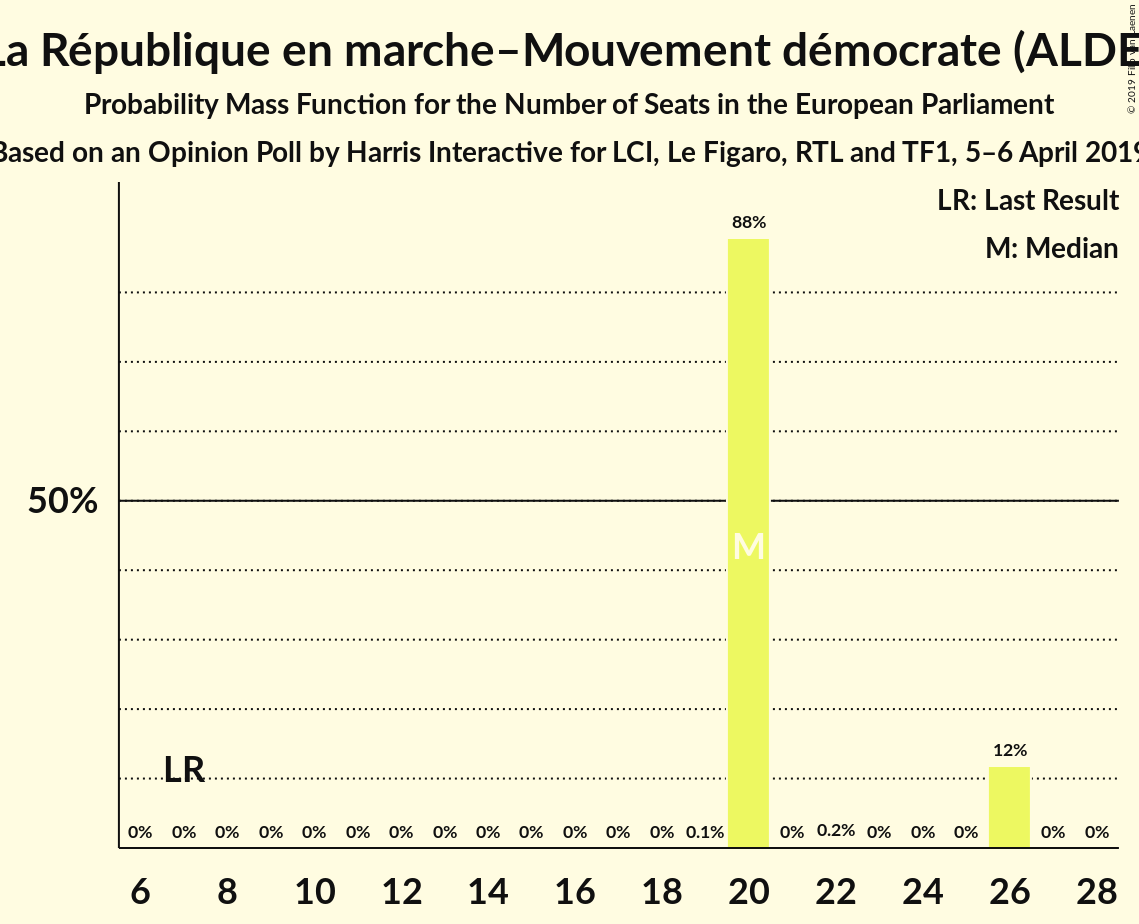 La République en marche–Mouvement démocrate (ALDE
Probability Mass Function for the Number of Seats in the European Parliament
Based on an Opinion Poll by Harris Interactive for LCI, Le Figaro, RTL and TF1, 5–6 April 2019
© 2019
LR: Last Result
M: Median
88%
50%
M
12%
LR
0% 0% 0% 0% 0% 0% 0% 0% 0% 0% 0% 0% 0% 0.1% 0% 0.2% 0% 0% 0% 0% 0%
6 8 10 12 14 16 18 20 22 24 26 28